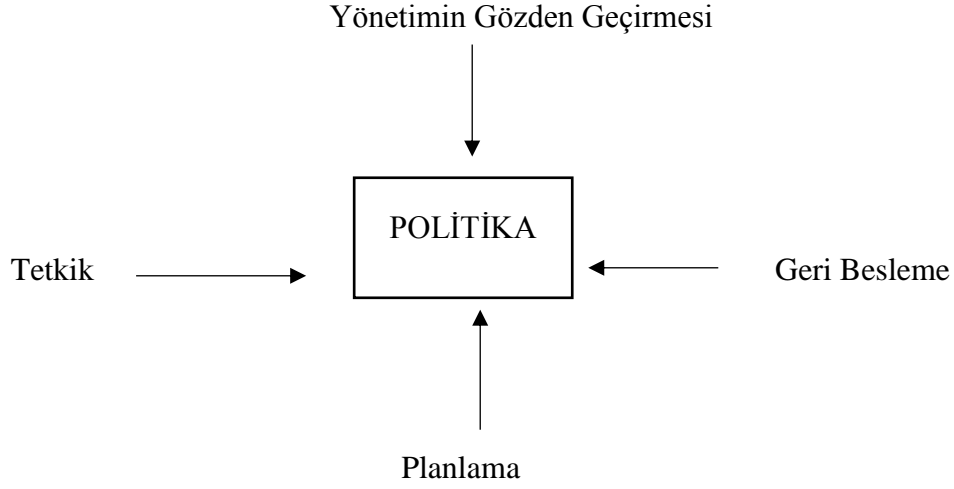 Yönetimin Gözden Geçirmesi
POLİTİKA
Tetkik
Geri Besleme
Planlama